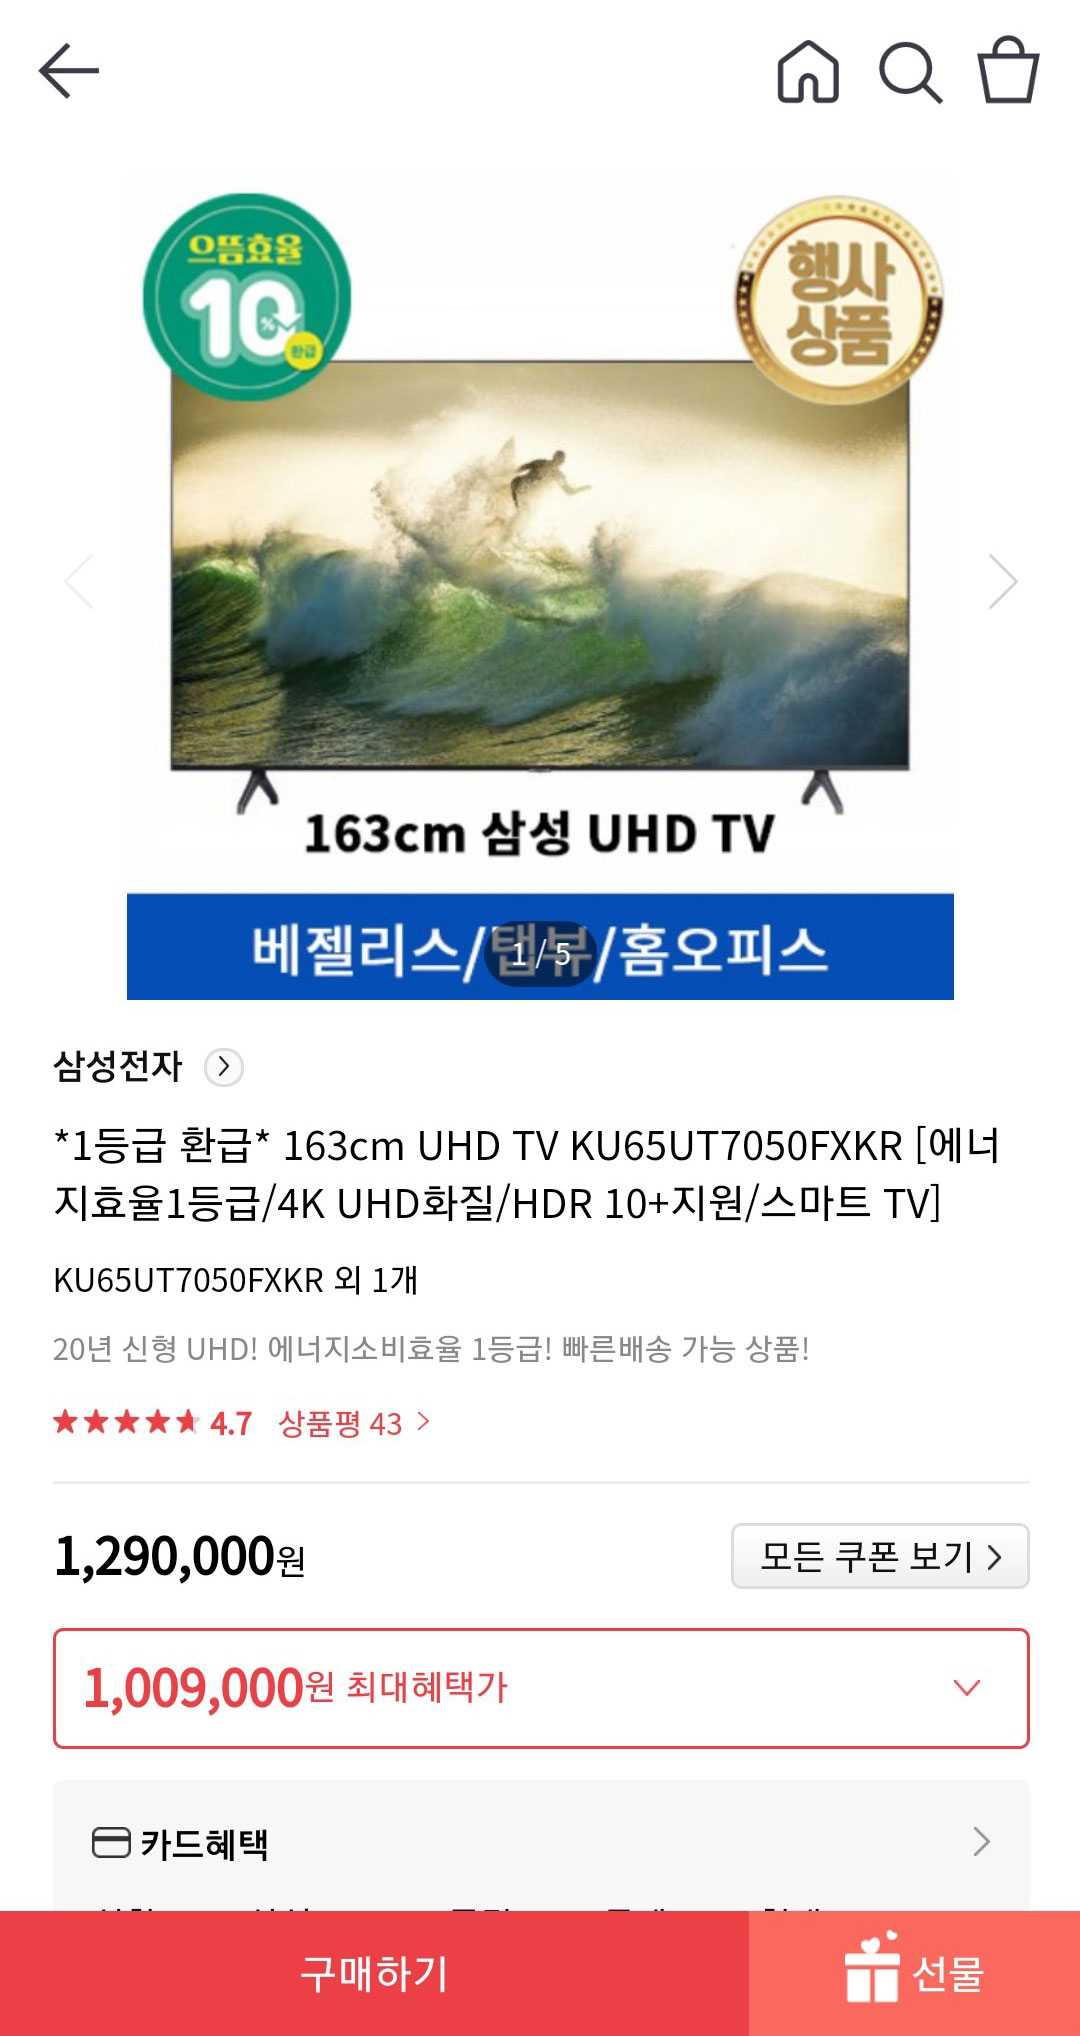 으뜸효율
10%
환급
행사
상품
163cm 삼성 UHD TV
베젤리스/탭뷰/홈오피스
1 / 5
삼성전자
*1등급 환급* 163cm UHD TV KU65UT7050FXKR [에너
지효율1등급/4K UHD화질/HDR 10+지원/스마트 TV]
KU65UT7050FXKR 외 1개
20년 신형 UHD! 에너지소비효율 1등급! 빠른배송 가능 상품!
4.7 상품평 43
1,290,000원
모든 쿠폰 보기
1,009,000원 최대혜택가
카드혜택
구매하기
선물